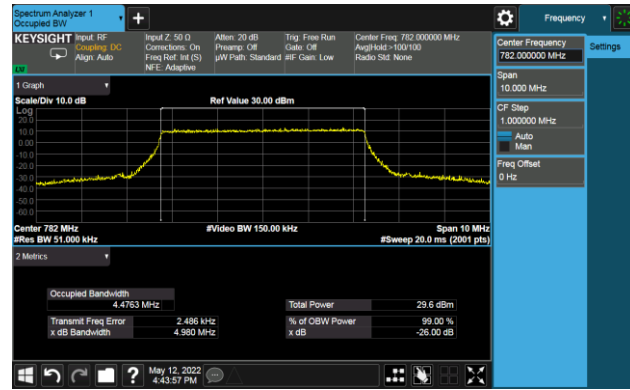 Spectrum Analyzer 1
Occupied BW
Frequency
KEYSIGHT
Input: RF
Coupling: DC
Align: Auto
Input Z: 50 Ω
Corrections: On
Freq Ref: Int (S)
NFE: Adaptive
Atten: 20 dB
Preamp: Off
µW Path: Standard
Trig: Free Run
Gate: Off
#IF Gain: Low
Center Freq: 782.000000 MHz
Avg|Hold:>100/100
Radio Std: None
Center Frequency
782.000000 MHz
Settings
Span
10.000 MHz
CF Step
1.000000 MHz
Auto
Man
Freq Offset
0 Hz
1 Graph
Scale/Div 10.0 dB
Ref Value 30.00 dBm
Log
20.0
10.0
0.00
-10.0
-20.0
-30.0
-40.0
-50.0
-60.0
Center 782 MHz
#Video BW 150.00 kHz
Span 10 MHz
#Res BW 51.000 kHz
#Sweep 20.0 ms (2001 pts)
2 Metrics
Occupied Bandwidth
4.4763 MHz
Total Power
29.6 dBm
Transmit Freq Error
2.486 kHz
% of OBW Power
99.00 %
x dB Bandwidth
4.980 MHz
x dB
-26.00 dB
May 12, 2022
4:43:57 PM